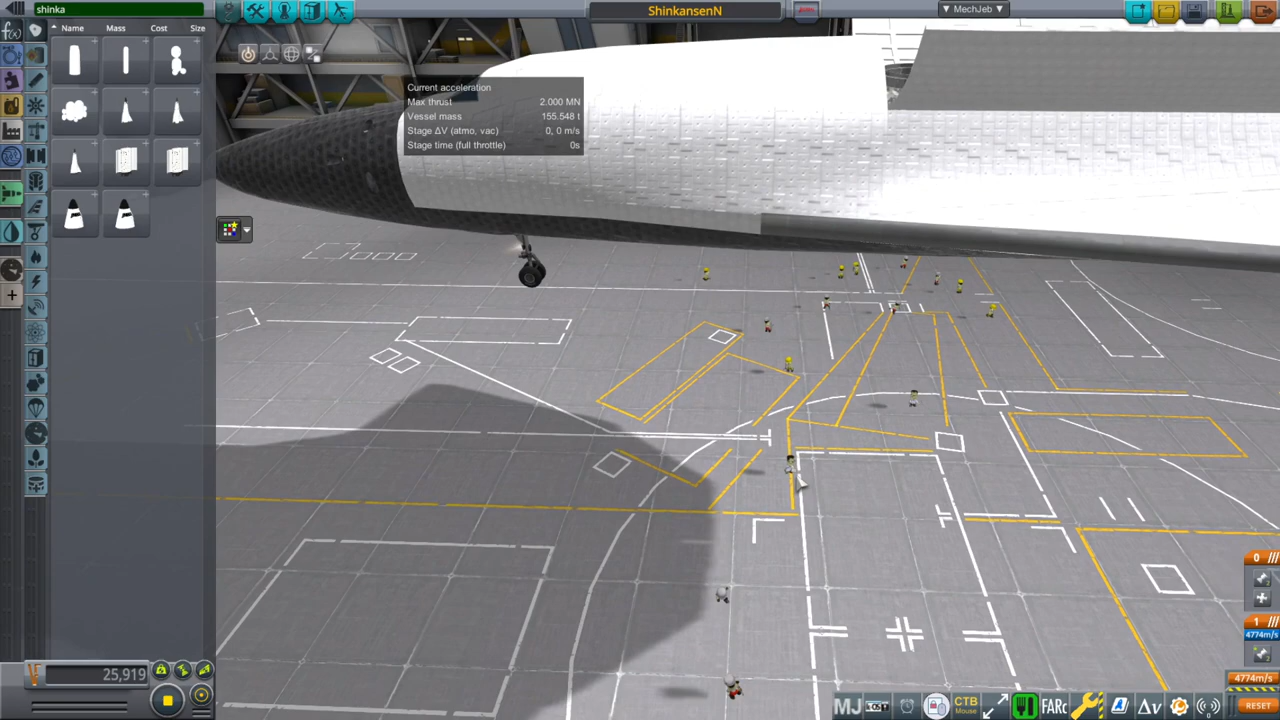 shinka
ShinkansenN
▼ MechJeb ▼
f(x) Name Mass Cost Size
Current acceleration
Max thrust 2.000 MN
Vessel mass 155.548 t
Stage ΔV (atmo, vac) 0, 0 m/s
Stage time (full throttle) 0s
0
1
4774m/s
25,919
4774m/s
MJ CTB Mouse FARc Δv RESET